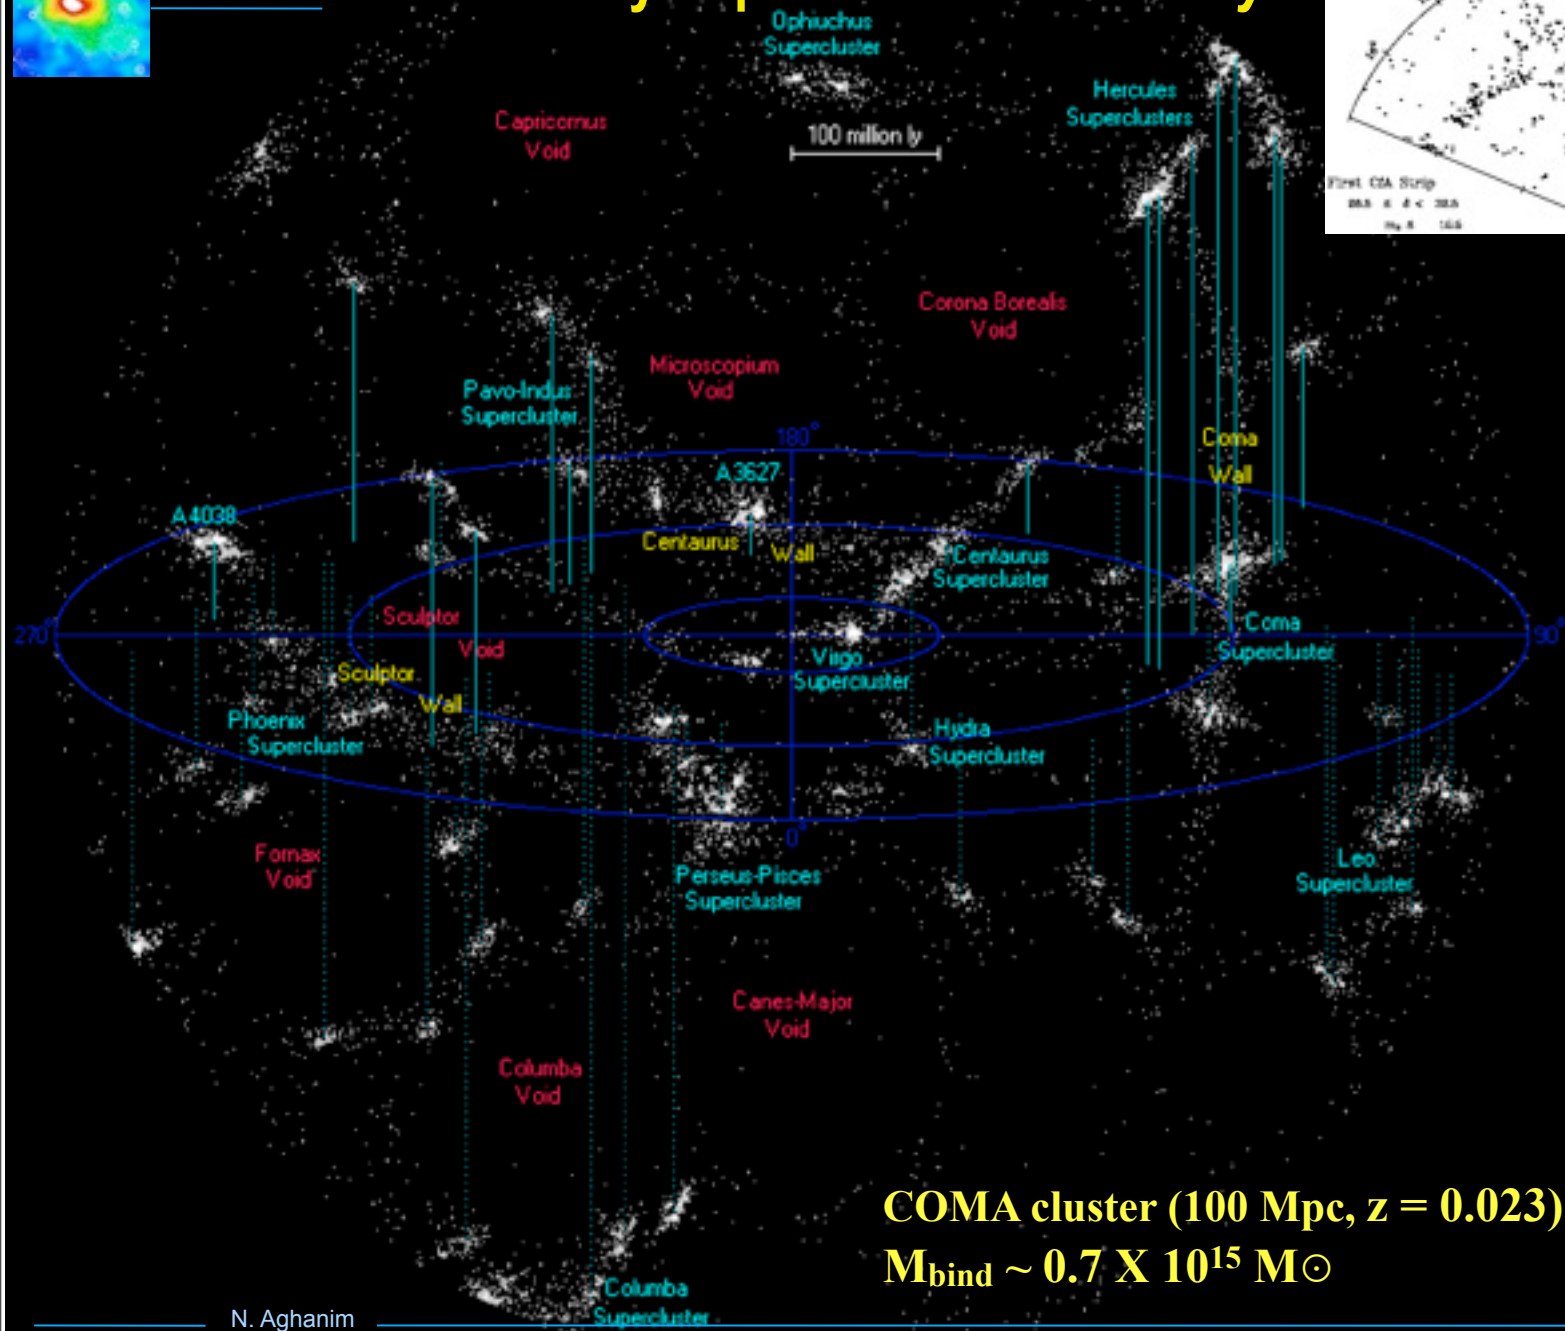 Ophiuchus
Supercluster
Hercules
Superclusters
Capricornus
Void
100 million ly
First CfA Strip
Corona Borealis
Void
Microscopium
Void
Pavo-Indus
Supercluster
180°
Coma
Wall
A3627
A4038
Centaurus
Wall
Centaurus
Supercluster
Sculptor
Void
270°
90°
Coma
Supercluster
Virgo
Supercluster
Sculptor
Wall
Phoenix
Supercluster
Hydra
Supercluster
0°
Fornax
Void
Perseus-Pisces
Supercluster
Leo
Supercluster
Canes-Major
Void
Columba
Void
COMA cluster (100 Mpc, z = 0.023)
Mbind ~ 0.7 X 10¹⁵ M☉
Columba
Supercluster
N. Aghanim